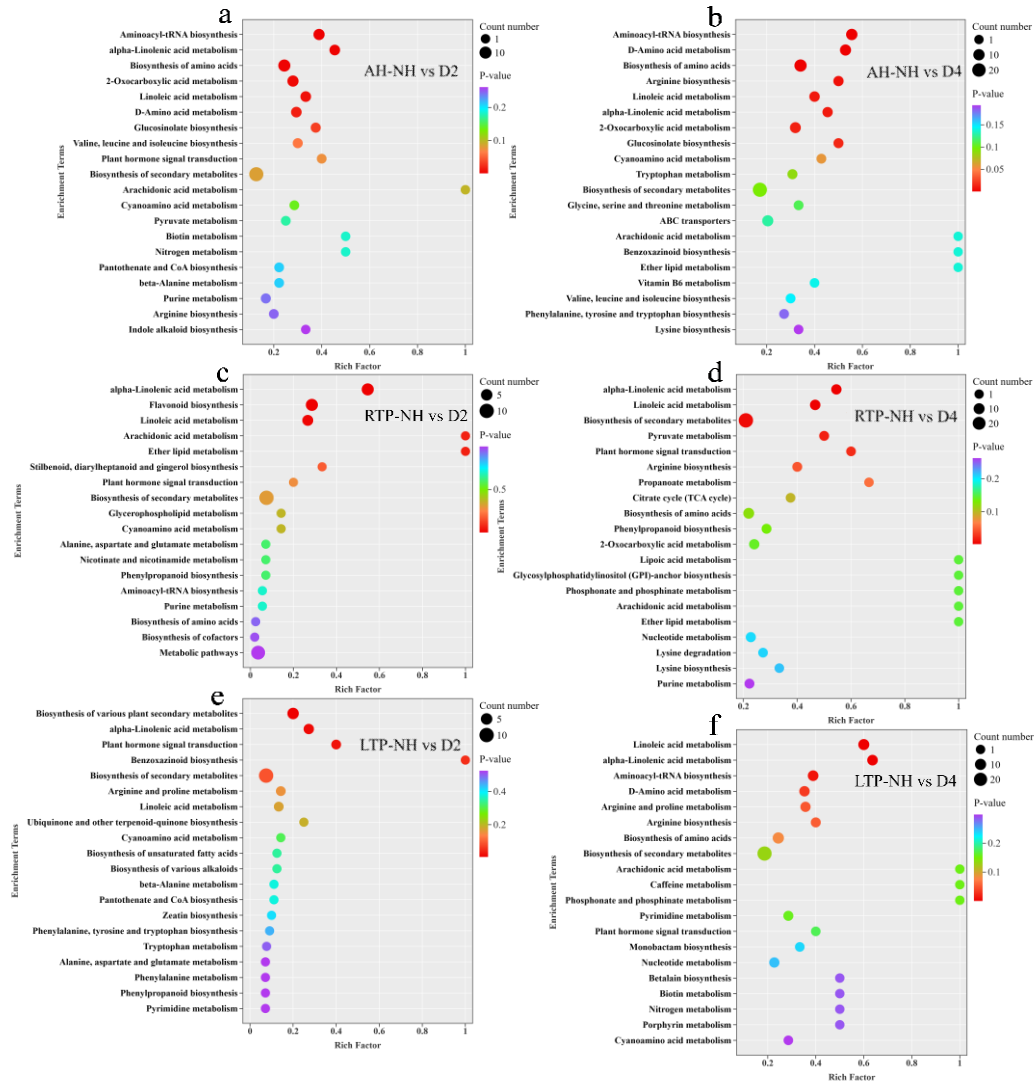 a
Aminoacyl-tRNA biosynthesis
alpha-Linolenic acid metabolism
Biosynthesis of amino acids
2-Oxocarboxylic acid metabolism
Linoleic acid metabolism
D-Amino acid metabolism
Glucosinolate biosynthesis
Valine, leucine and isoleucine biosynthesis
Plant hormone signal transduction
Biosynthesis of secondary metabolites
Arachidonic acid metabolism
Cyanoamino acid metabolism
Pyruvate metabolism
Biotin metabolism
Nitrogen metabolism
Pantothenate and CoA biosynthesis
beta-Alanine metabolism
Purine metabolism
Arginine biosynthesis
Indole alkaloid biosynthesis
Enrichment Terms
AH-NH vs D2
0.2 0.4 0.6 0.8 1
Rich Factor
Count number
1
10
P-value
0.2
0.1
b
Aminoacyl-tRNA biosynthesis
D-Amino acid metabolism
Biosynthesis of amino acids
Arginine biosynthesis
Linoleic acid metabolism
alpha-Linolenic acid metabolism
2-Oxocarboxylic acid metabolism
Glucosinolate biosynthesis
Cyanoamino acid metabolism
Tryptophan metabolism
Biosynthesis of secondary metabolites
Glycine, serine and threonine metabolism
ABC transporters
Arachidonic acid metabolism
Benzoxazinoid biosynthesis
Ether lipid metabolism
Vitamin B6 metabolism
Valine, leucine and isoleucine biosynthesis
Phenylalanine, tyrosine and tryptophan biosynthesis
Lysine biosynthesis
Enrichment Terms
AH-NH vs D4
0.2 0.4 0.6 0.8 1
Rich Factor
Count number
1
10
20
P-value
0.15
0.10
0.05
c
alpha-Linolenic acid metabolism
Flavonoid biosynthesis
Linoleic acid metabolism
Arachidonic acid metabolism
Ether lipid metabolism
Stilbenoid, diarylheptanoid and gingerol biosynthesis
Plant hormone signal transduction
Biosynthesis of secondary metabolites
Glycerophospholipid metabolism
Cyanoamino acid metabolism
Alanine, aspartate and glutamate metabolism
Nicotinate and nicotinamide metabolism
Phenylpropanoid biosynthesis
Aminoacyl-tRNA biosynthesis
Purine metabolism
Biosynthesis of amino acids
Biosynthesis of cofactors
Metabolic pathways
Enrichment Terms
RTP-NH vs D2
0 0.2 0.4 0.6 0.8 1
Rich Factor
Count number
5
10
P-value
0.5
d
alpha-Linolenic acid metabolism
Linoleic acid metabolism
Biosynthesis of secondary metabolites
Pyruvate metabolism
Plant hormone signal transduction
Arginine biosynthesis
Propanoate metabolism
Citrate cycle (TCA cycle)
Biosynthesis of amino acids
Phenylpropanoid biosynthesis
2-Oxocarboxylic acid metabolism
Lipoic acid metabolism
Glycosylphosphatidylinositol (GPI)-anchor biosynthesis
Phosphonate and phosphinate metabolism
Arachidonic acid metabolism
Ether lipid metabolism
Nucleotide metabolism
Lysine degradation
Lysine biosynthesis
Purine metabolism
Enrichment Terms
RTP-NH vs D4
0.2 0.4 0.6 0.8 1
Rich Factor
Count number
1
10
20
P-value
0.2
0.1
e
Biosynthesis of various plant secondary metabolites
alpha-Linolenic acid metabolism
Plant hormone signal transduction
Benzoxazinoid biosynthesis
Biosynthesis of secondary metabolites
Arginine and proline metabolism
Linoleic acid metabolism
Ubiquinone and other terpenoid-quinone biosynthesis
Cyanoamino acid metabolism
Biosynthesis of unsaturated fatty acids
Biosynthesis of various alkaloids
beta-Alanine metabolism
Pantothenate and CoA biosynthesis
Zeatin biosynthesis
Phenylalanine, tyrosine and tryptophan biosynthesis
Tryptophan metabolism
Alanine, aspartate and glutamate metabolism
Phenylalanine metabolism
Phenylpropanoid biosynthesis
Pyrimidine metabolism
Enrichment Terms
LTP-NH vs D2
0 0.2 0.4 0.6 0.8 1
Rich Factor
Count number
5
10
P-value
0.4
0.2
f
Linoleic acid metabolism
alpha-Linolenic acid metabolism
Aminoacyl-tRNA biosynthesis
D-Amino acid metabolism
Arginine and proline metabolism
Arginine biosynthesis
Biosynthesis of amino acids
Biosynthesis of secondary metabolites
Arachidonic acid metabolism
Caffeine metabolism
Phosphonate and phosphinate metabolism
Pyrimidine metabolism
Plant hormone signal transduction
Monobactam biosynthesis
Nucleotide metabolism
Betalain biosynthesis
Biotin metabolism
Nitrogen metabolism
Porphyrin metabolism
Cyanoamino acid metabolism
Enrichment Terms
LTP-NH vs D4
0.2 0.4 0.6 0.8 1
Rich Factor
Count number
1
10
20
P-value
0.2
0.1